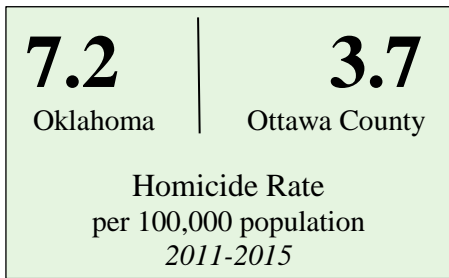 7.2 3.7
Oklahoma Ottawa County
Homicide Rate
per 100,000 population
2011-2015